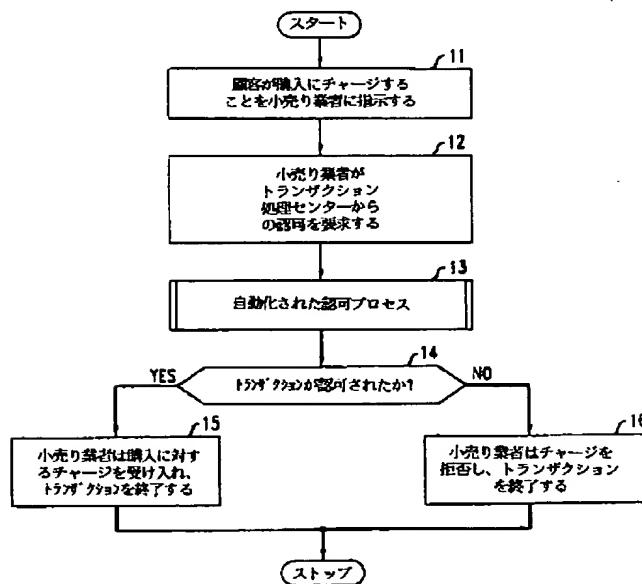 スタート
11
顧客が購入にチャージする
ことを小売り業者に指示する
12
小売り業者が
トランザクション
処理センターから
の認可を要求する
13
自動化された認可プロセス
14
トランザクションが認可されたか?
YES
NO
15
小売り業者は購入に対す
るチャージを受け入れ、
トランザクションを終了する
16
小売り業者はチャージを
拒否し、トランザクション
を終了する
ストップ